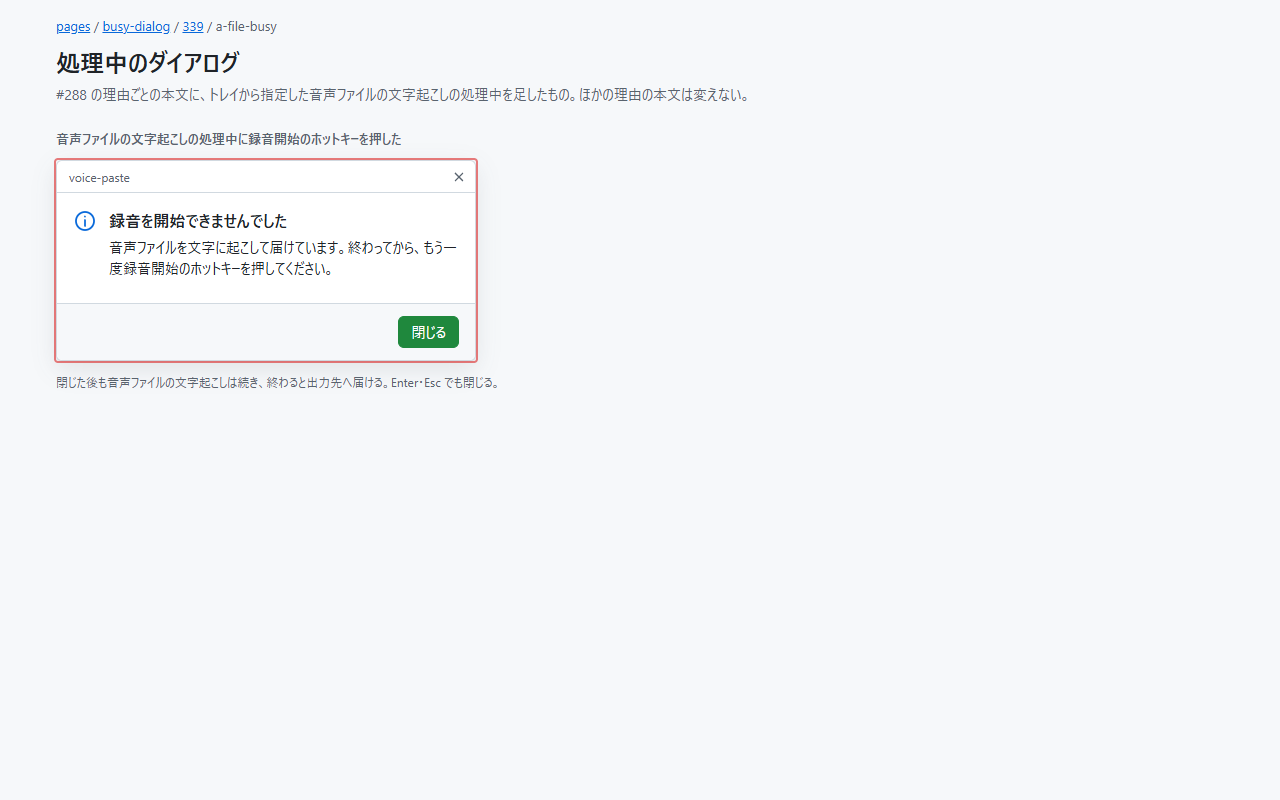 pages / busy-dialog / 339 / a-file-busy
処理中のダイアログ
#288 の理由ごとの本文に、トレイから指定した音声ファイルの文字起こしの処理中を足したもの。ほかの理由の本文は変えない。
音声ファイルの文字起こしの処理中に録音開始のホットキーを押した
voice-paste
録音を開始できませんでした
音声ファイルを文字に起こして届けています。終わってから、もう一
度録音開始のホットキーを押してください。
閉じる
閉じた後も音声ファイルの文字起こしは続き、終わると出力先へ届ける。Enter・Esc でも閉じる。